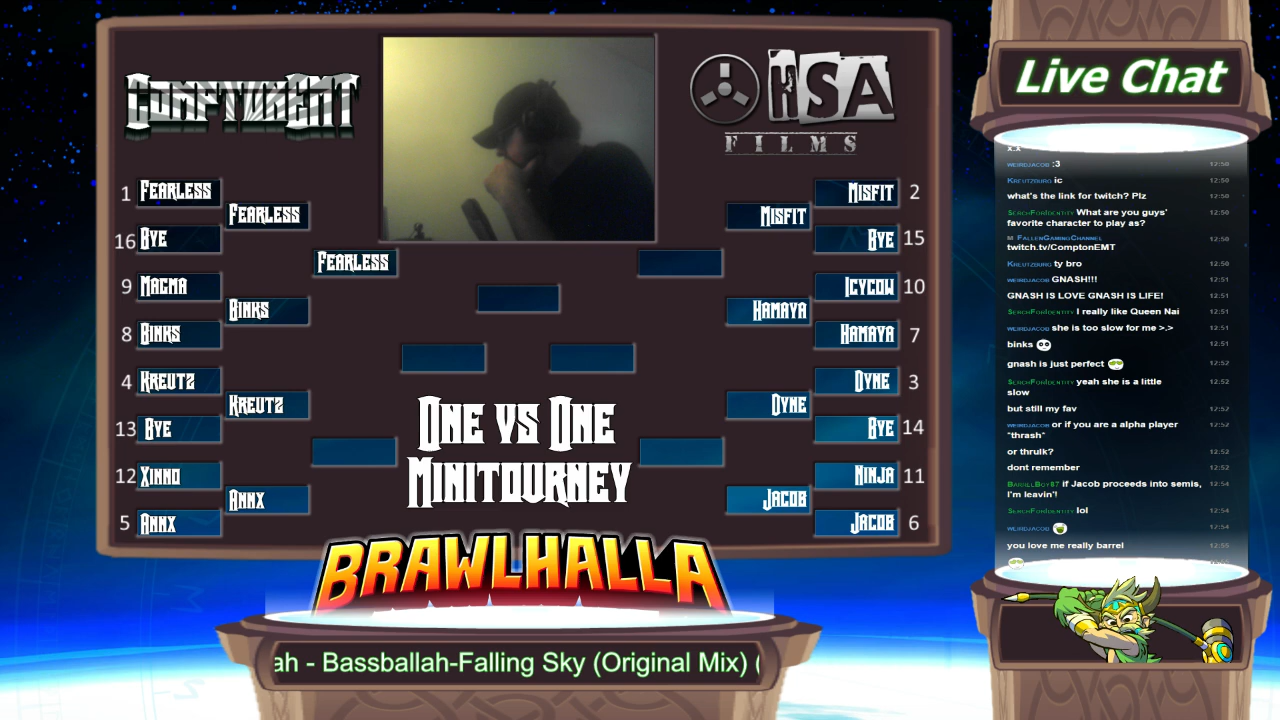 COMPTONEMT
HSA
FILMS
1 FEARLESS
16 BYE
9 MAGMA
8 BINKS
4 KREUTZ
13 BYE
12 XINNO
5 ANNX
FEARLESS
BINKS
KREUTZ
ANNX
FEARLESS
MISFIT
HAMAYA
DYNE
JACOB
MISFIT 2
BYE 15
ICYCOW 10
HAMAYA 7
DYNE 3
BYE 14
NINJA 11
JACOB 6
ONE VS ONE
MINITOURNEY
BRAWLHALLA
ah - Bassballah-Falling Sky (Original Mix) (
Live Chat
x.x
weirdjacob :3 12:50
Kreutzburg ic 12:50
what's the link for twitch? Plz 12:50
SerchForIdentity What are you guys' 12:50
favorite character to play as?
FallenGamingChannel 12:50
twitch.tv/ComptonEMT
Kreutzburg ty bro 12:50
weirdjacob GNASH!!! 12:51
GNASH IS LOVE GNASH IS LIFE! 12:51
SerchForIdentity I really like Queen Nai 12:51
weirdjacob she is too slow for me >.> 12:51
binks 12:51
gnash is just perfect 12:52
SerchForIdentity yeah she is a little 12:52
slow
but still my fav 12:52
weirdjacob or if you are a alpha player 12:52
*thrash*
or thrulk? 12:52
dont remember 12:52
BarrelBoy87 if Jacob proceeds into semis, 12:54
I'm leavin'!
SerchForIdentity lol 12:54
weirdjacob 12:54
you love me really barrel 12:55